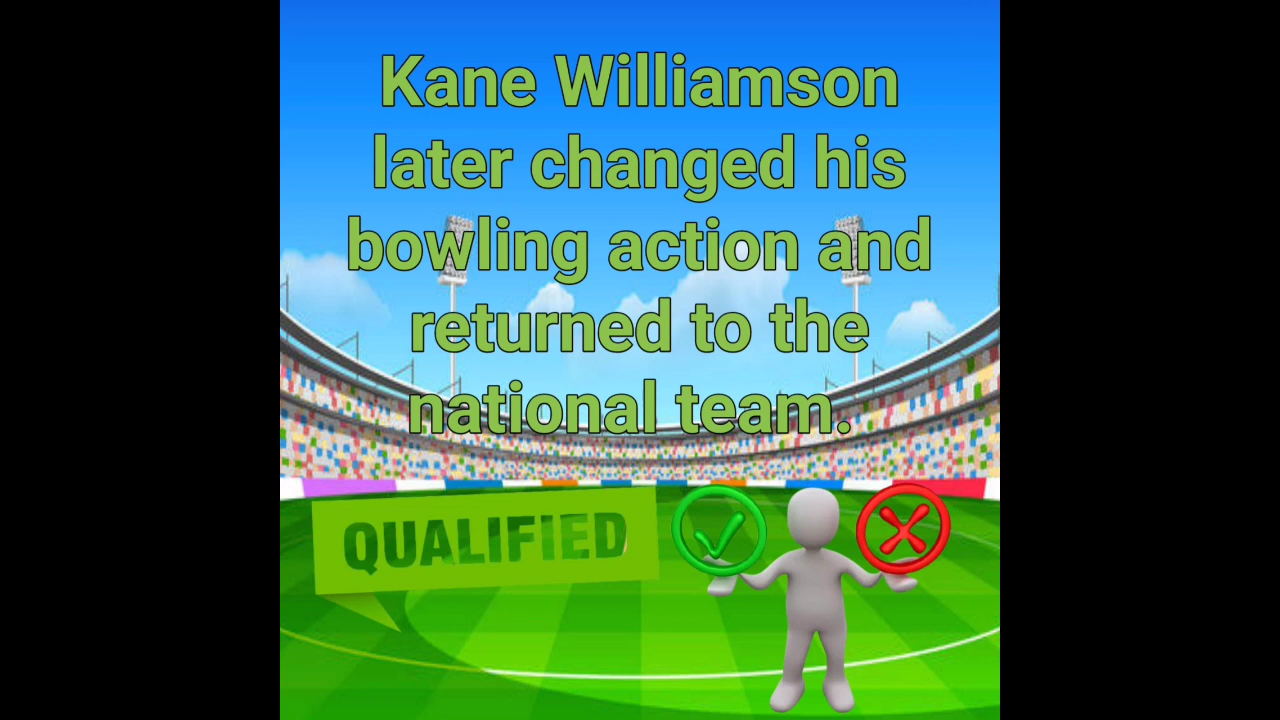 Kane Williamson
later changed his
bowling action and
returned to the
national team.
QUALIFIED